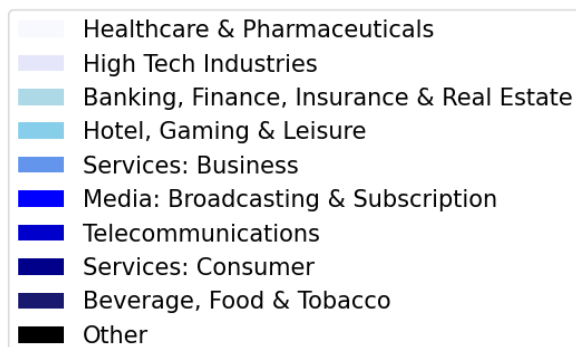 Healthcare & Pharmaceuticals
High Tech Industries
Banking, Finance, Insurance & Real Estate
Hotel, Gaming & Leisure
Services: Business
Media: Broadcasting & Subscription
Telecommunications
Services: Consumer
Beverage, Food & Tobacco
Other